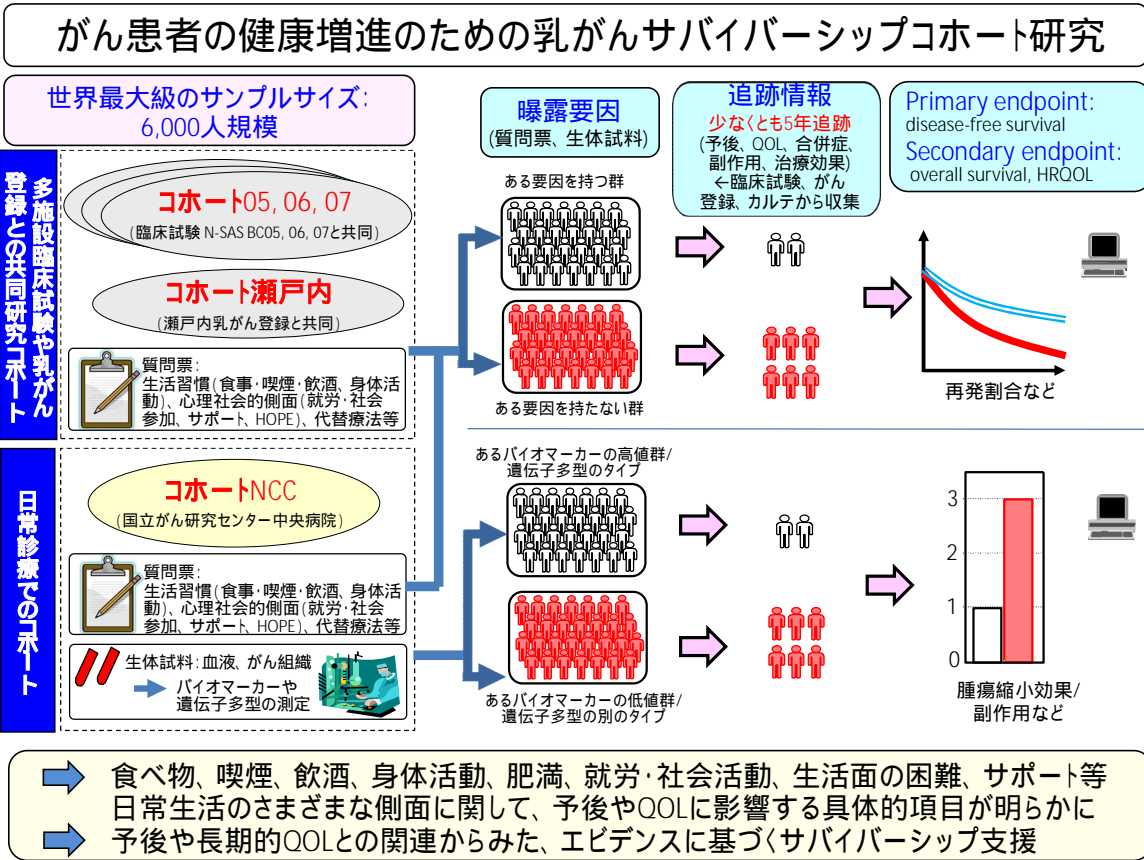 がん患者の健康増進のための乳がんサバイバーシップコホート研究
世界最大級のサンプルサイズ:
6,000人規模
多施設臨床試験や乳がん
登録との共同研究コホート
コホート05, 06, 07
(臨床試験 N-SAS BC05, 06, 07と共同)
コホート瀬戸内
(瀬戸内乳がん登録と共同)
質問票:
生活習慣(食事・喫煙・飲酒、身体活
動)、心理社会的側面(就労・社会
参加、サポート、HOPE)、代替療法等
日常診療でのコホート
コホートNCC
(国立がん研究センター中央病院)
質問票:
生活習慣(食事・喫煙・飲酒、身体活
動)、心理社会的側面(就労・社会
参加、サポート、HOPE)、代替療法等
生体試料:血液、がん組織
バイオマーカーや
遺伝子多型の測定
曝露要因
(質問票、生体試料)
ある要因を持つ群
ある要因を持たない群
あるバイオマーカーの高値群/
遺伝子多型のタイプ
あるバイオマーカーの低値群/
遺伝子多型の別のタイプ
追跡情報
少なくとも5年追跡
(予後、QOL、合併症、
副作用、治療効果)
←臨床試験、がん
登録、カルテから収集
Primary endpoint:
disease-free survival
Secondary endpoint:
overall survival, HRQOL
再発割合など
3
2
1
0
腫瘍縮小効果/
副作用など
食べ物、喫煙、飲酒、身体活動、肥満、就労・社会活動、生活面の困難、サポート等
日常生活のさまざまな側面に関して、予後やQOLに影響する具体的項目が明らかに
予後や長期的QOLとの関連からみた、エビデンスに基づくサバイバーシップ支援